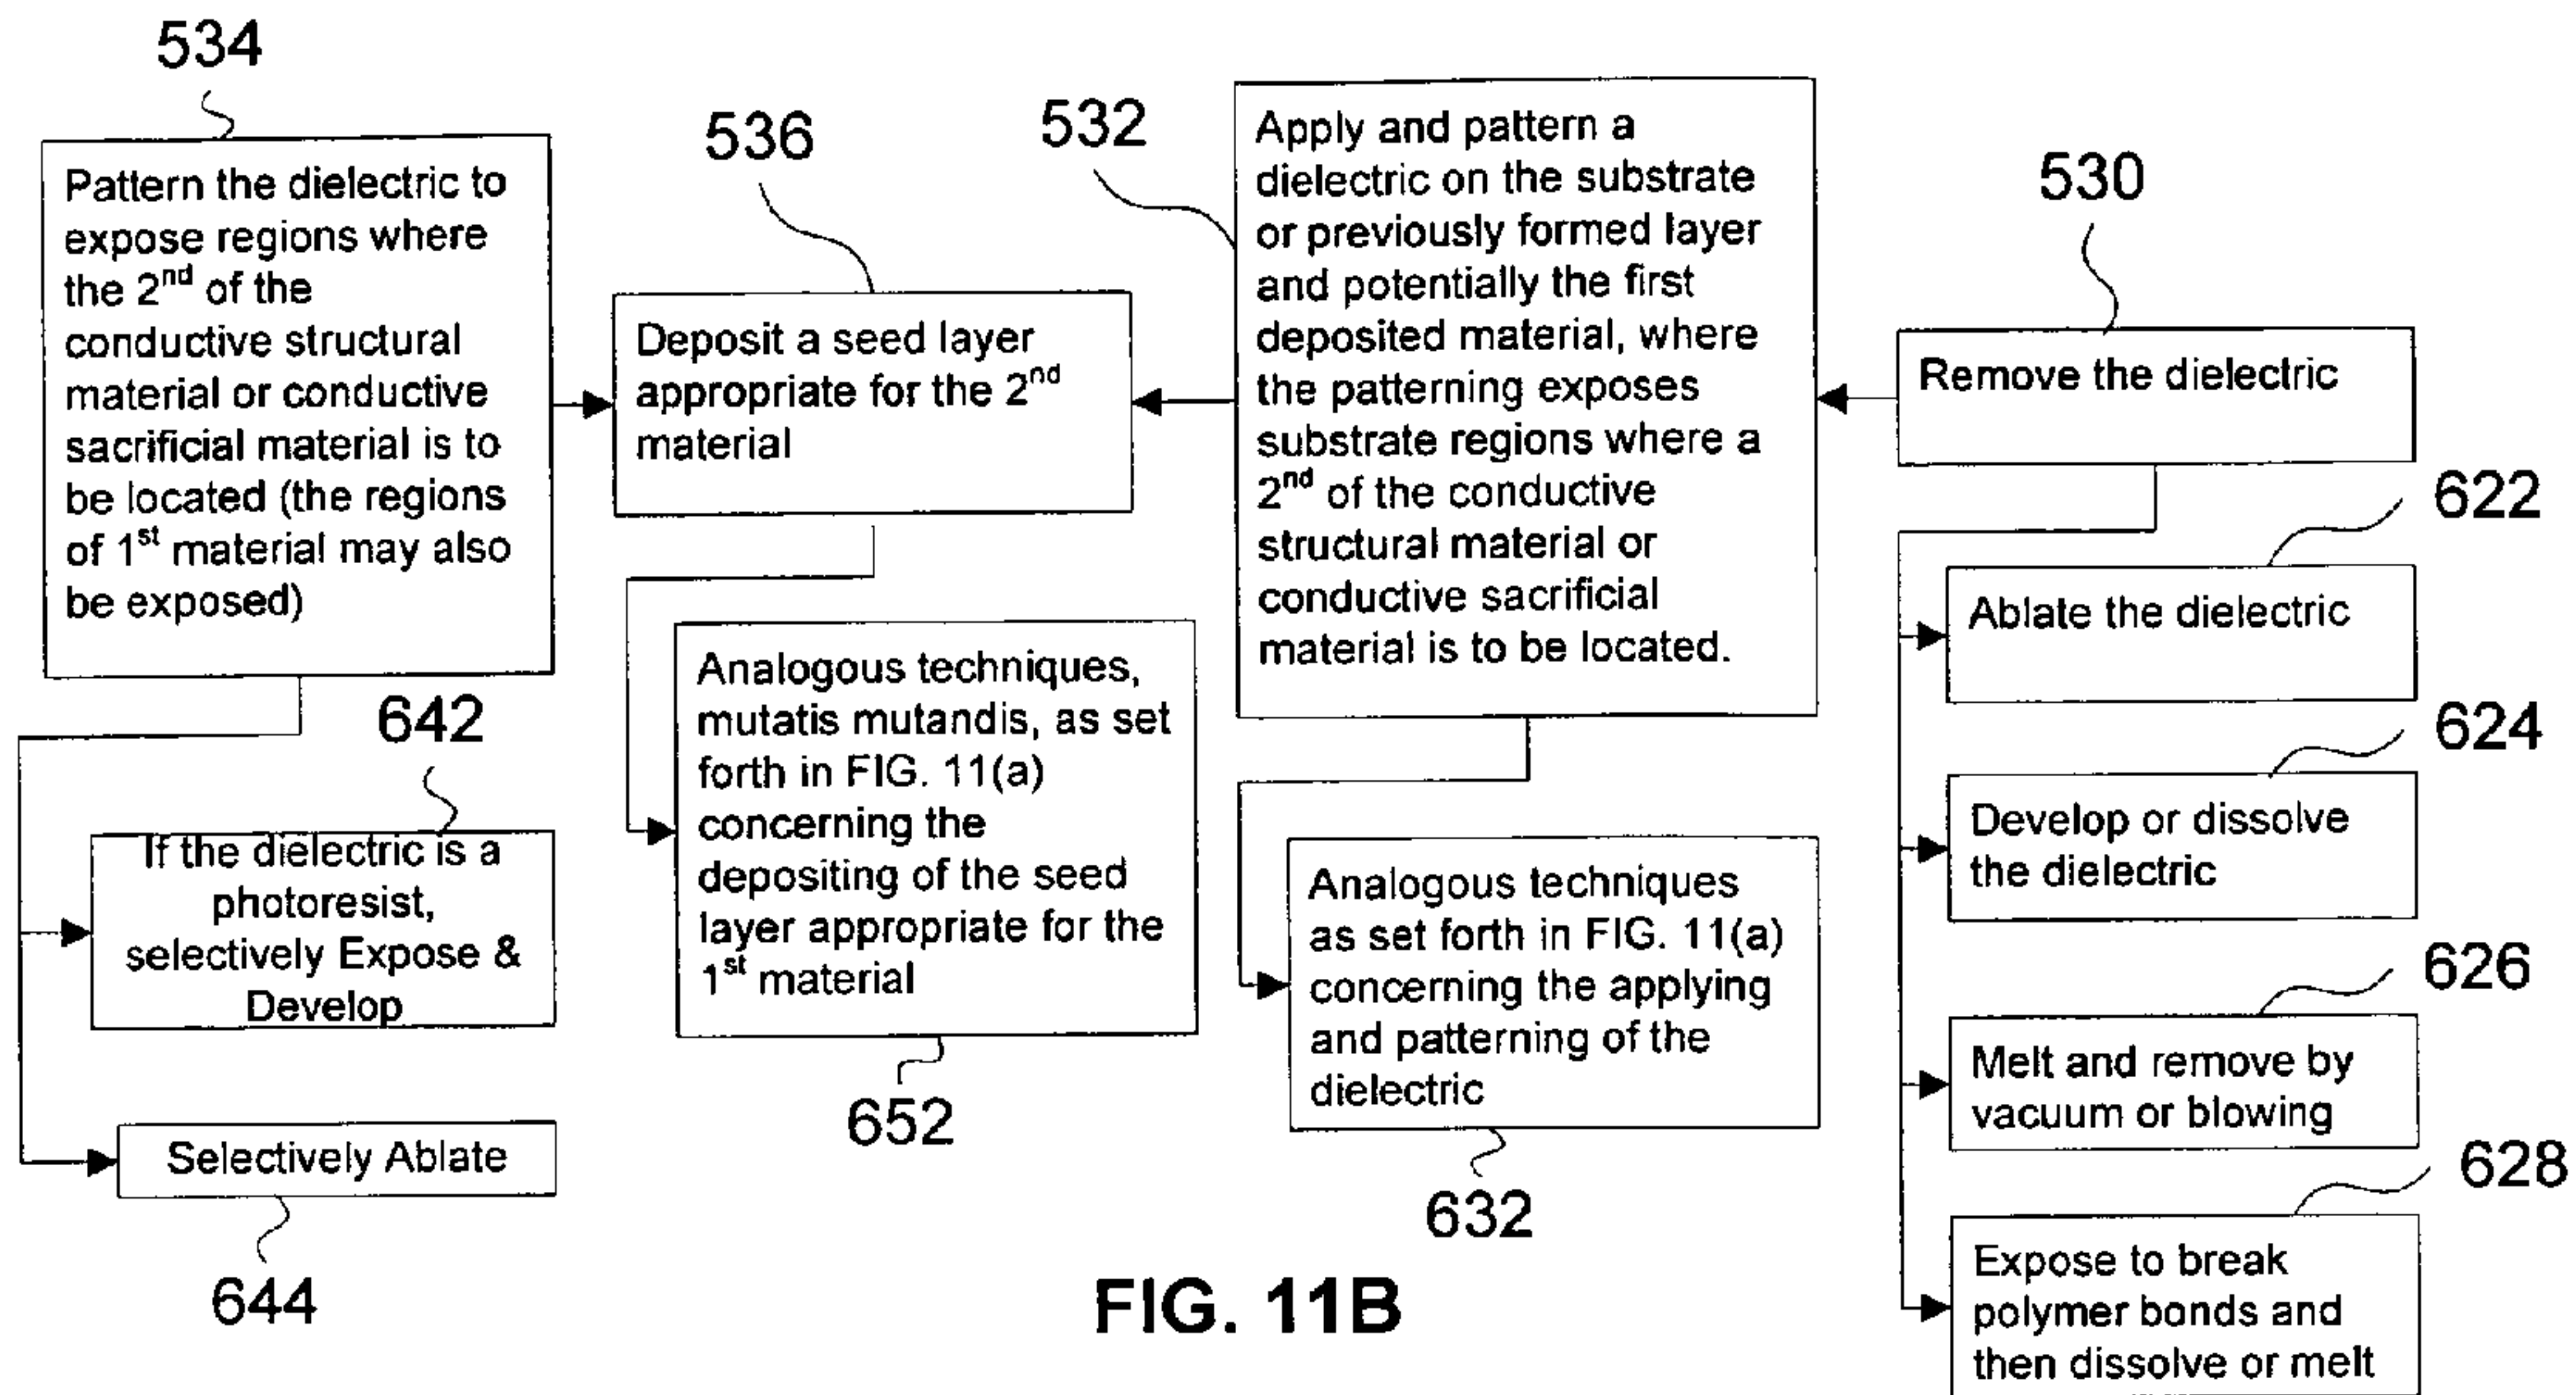 534
Pattern the dielectric to
expose regions where
the 2nd of the
conductive structural
material or conductive
sacrificial material is to
be located (the regions
of 1st material may also
be exposed)
642
If the dielectric is a
photoresist,
selectively Expose &
Develop
Selectively Ablate
644
536
Deposit a seed layer
appropriate for the 2nd
material
Analogous techniques,
mutatis mutandis, as set
forth in FIG. 11(a)
concerning the
depositing of the seed
layer appropriate for the
1st material
652
532
Apply and pattern a
dielectric on the substrate
or previously formed layer
and potentially the first
deposited material, where
the patterning exposes
substrate regions where a
2nd of the conductive
structural material or
conductive sacrificial
material is to be located.
Analogous techniques
as set forth in FIG. 11(a)
concerning the applying
and patterning of the
dielectric
632
530
Remove the dielectric
622
Ablate the dielectric
624
Develop or dissolve
the dielectric
626
Melt and remove by
vacuum or blowing
628
Expose to break
polymer bonds and
then dissolve or melt
FIG. 11B